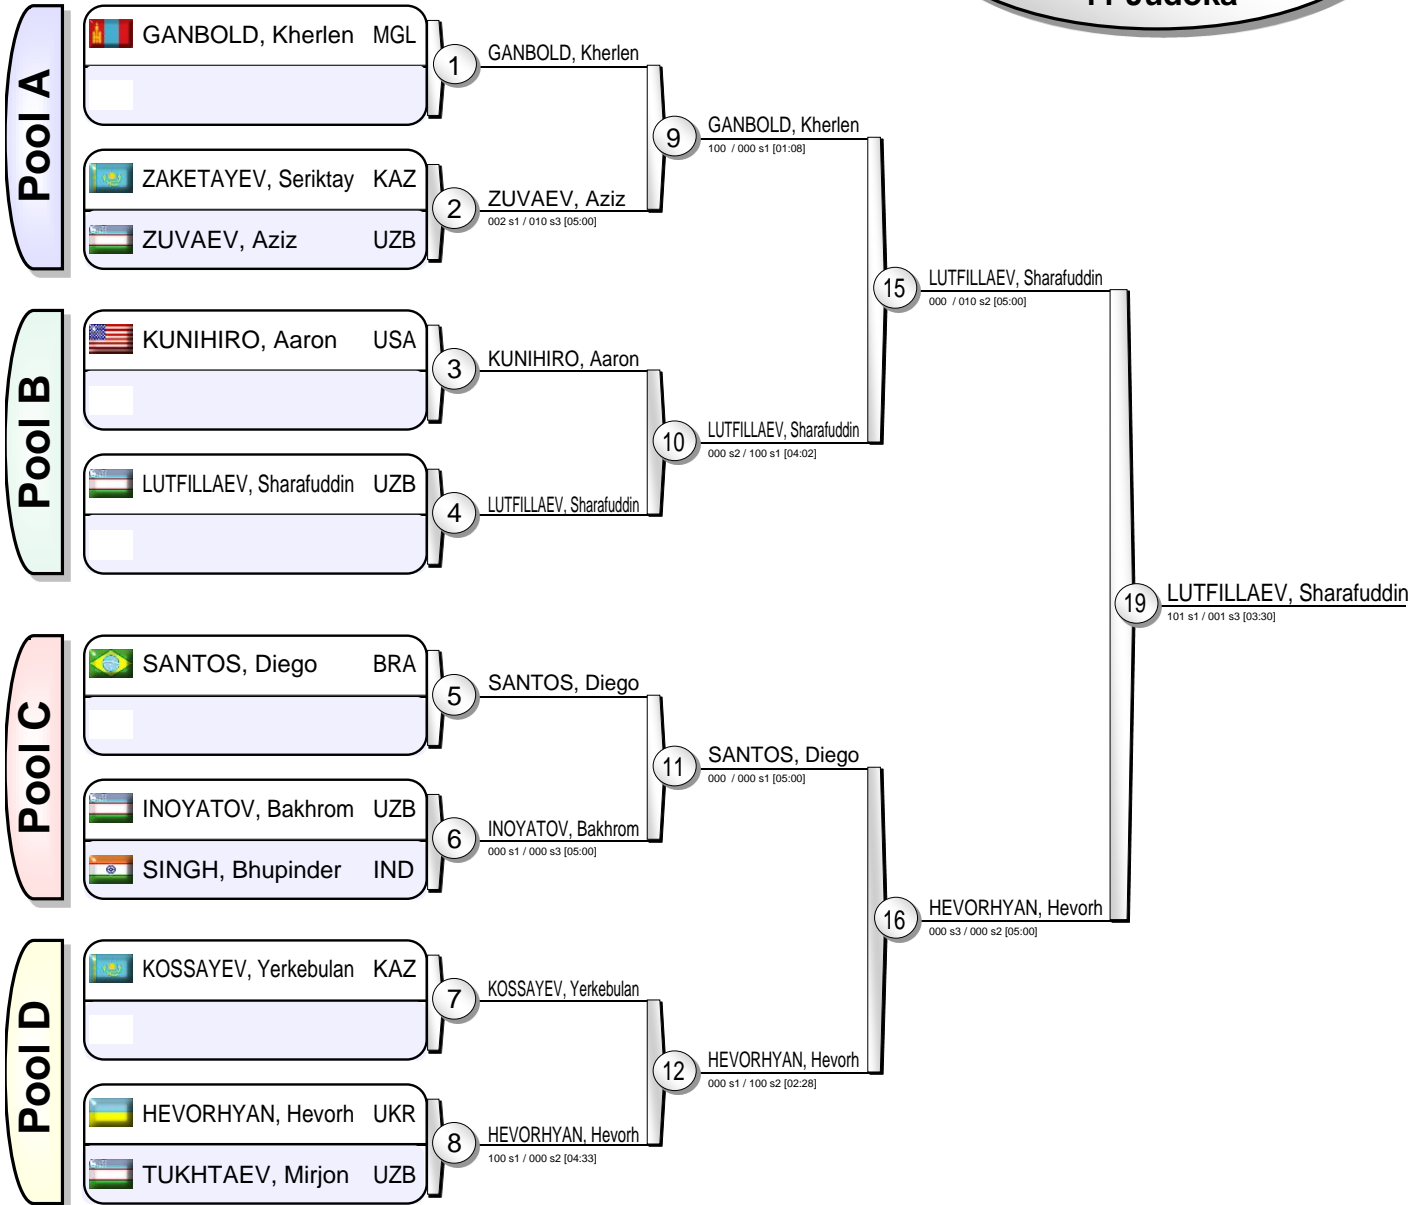 11 Judoka
Pool A
GANBOLD, Kherlen MGL
1
GANBOLD, Kherlen
ZAKETAYEV, Seriktay KAZ
ZUVAEV, Aziz UZB
2
ZUVAEV, Aziz
002 s1 / 010 s3 [05:00]
9
GANBOLD, Kherlen
100 / 000 s1 [01:08]
Pool B
KUNIHIRO, Aaron USA
3
KUNIHIRO, Aaron
LUTFILLAEV, Sharafuddin UZB
4
LUTFILLAEV, Sharafuddin
10
LUTFILLAEV, Sharafuddin
000 s2 / 100 s1 [04:02]
15
LUTFILLAEV, Sharafuddin
000 / 010 s2 [05:00]
Pool C
SANTOS, Diego BRA
5
SANTOS, Diego
INOYATOV, Bakhrom UZB
SINGH, Bhupinder IND
6
INOYATOV, Bakhrom
000 s1 / 000 s3 [05:00]
11
SANTOS, Diego
000 / 000 s1 [05:00]
Pool D
KOSSAYEV, Yerkebulan KAZ
7
KOSSAYEV, Yerkebulan
HEVORHYAN, Hevorh UKR
TUKHTAEV, Mirjon UZB
8
HEVORHYAN, Hevorh
100 s1 / 000 s2 [04:33]
12
HEVORHYAN, Hevorh
000 s1 / 100 s2 [02:28]
16
HEVORHYAN, Hevorh
000 s3 / 000 s2 [05:00]
19
LUTFILLAEV, Sharafuddin
101 s1 / 001 s3 [03:30]